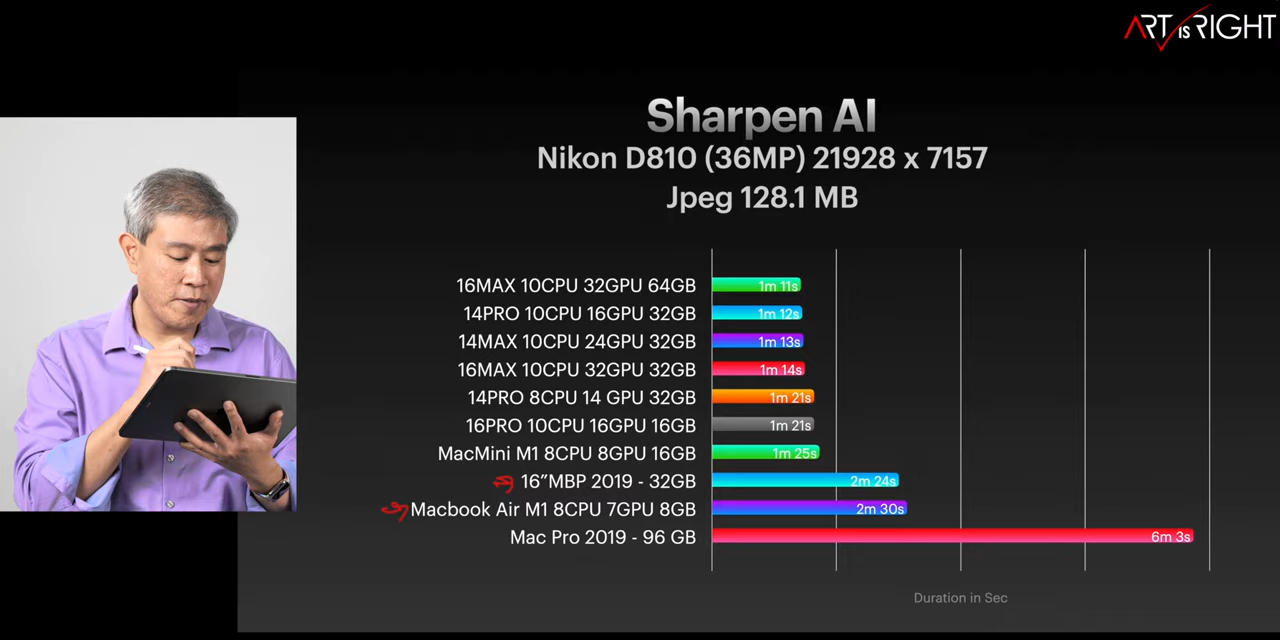 ART IS RIGHT
Sharpen AI
Nikon D810 (36MP) 21928 x 7157
Jpeg 128.1 MB
16MAX 10CPU 32GPU 64GB 1m 11s
14PRO 10CPU 16GPU 32GB 1m 12s
14MAX 10CPU 24GPU 32GB 1m 13s
16MAX 10CPU 32GPU 32GB 1m 14s
14PRO 8CPU 14 GPU 32GB 1m 21s
16PRO 10CPU 16GPU 16GB 1m 21s
MacMini M1 8CPU 8GPU 16GB 1m 25s
16”MBP 2019 - 32GB 2m 24s
Macbook Air M1 8CPU 7GPU 8GB 2m 30s
Mac Pro 2019 - 96 GB 6m 3s
Duration in Sec